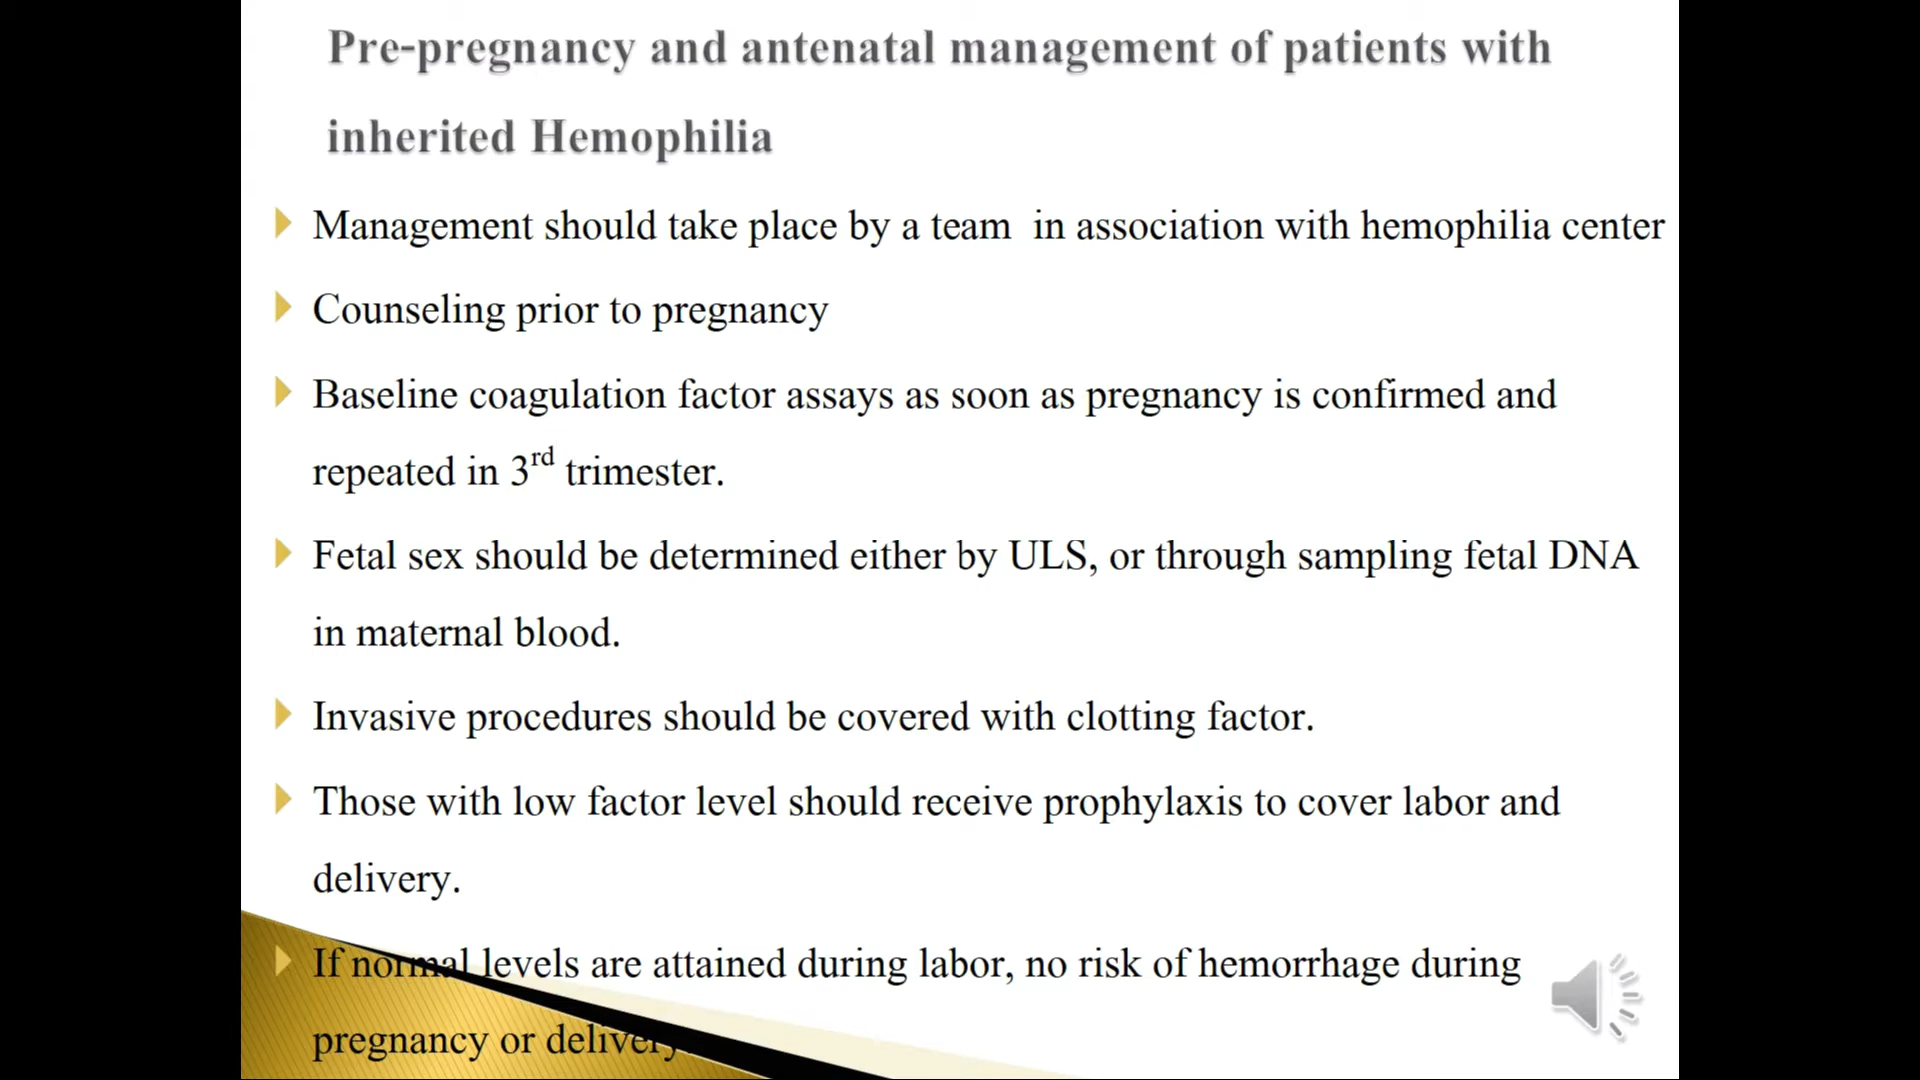 Pre-pregnancy and antenatal management of patients with
inherited Hemophilia
Management should take place by a team in association with hemophilia center
Counseling prior to pregnancy
Baseline coagulation factor assays as soon as pregnancy is confirmed and
repeated in 3rd trimester.
Fetal sex should be determined either by ULS, or through sampling fetal DNA
in maternal blood.
Invasive procedures should be covered with clotting factor.
Those with low factor level should receive prophylaxis to cover labor and
delivery.
If normal levels are attained during labor, no risk of hemorrhage during
pregnancy or delivery.